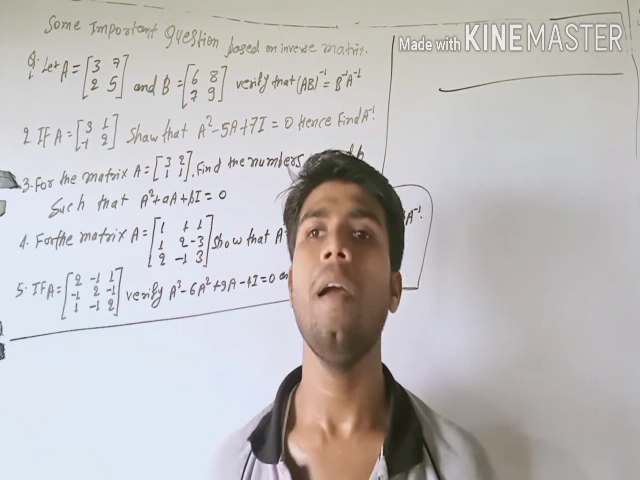 Made with KINEMASTER
Some Important Question based on inverse matrix.
Q.1. Let A = [3 7
2 5] and B = [6 8
7 9] verify that (AB)⁻¹ = B⁻¹A⁻¹
2. If A = [3 1
-1 2] Shaw that A²-5A+7I = 0 Hence Find A⁻¹
3. For the matrix A = [3 2
1 1]. Find the numbers
Such that A²+aA+bI = 0
4. For the matrix A = [1 1 1
1 2 -3
2 -1 3] Show that A³
A⁻¹.
5. If A = [2 -1 1
-1 2 -1
1 -1 2] verify A³-6A²+9A-4I = 0